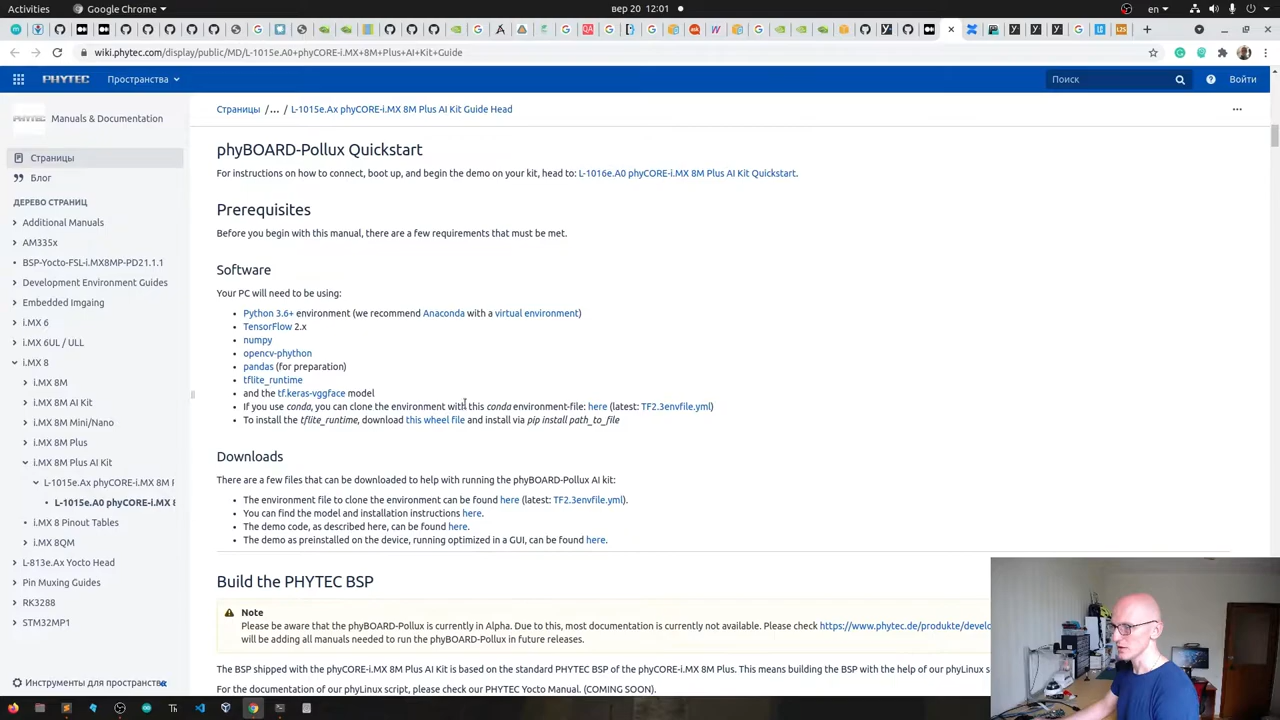 Activities
Google Chrome
вер 20 12:01
en
wiki.phytec.com/display/public/MD/L-1015e.A0+phyCORE-i.MX+8M+Plus+AI+Kit+Guide
PHYTEC
Пространства
Поиск
Войти
PHYTEC
Manuals & Documentation
Страницы
Блог
ДЕРЕВО СТРАНИЦ
Additional Manuals
AM335x
BSP-Yocto-FSL-i.MX8MP-PD21.1.1
Development Environment Guides
Embedded Imgaing
i.MX 6
i.MX 6UL / ULL
i.MX 8
i.MX 8M
i.MX 8M AI Kit
i.MX 8M Mini/Nano
i.MX 8M Plus
i.MX 8M Plus AI Kit
L-1015e.Ax phyCORE-i.MX 8M F
L-1015e.A0 phyCORE-i.MX 8
i.MX 8 Pinout Tables
i.MX 8QM
L-813e.Ax Yocto Head
Pin Muxing Guides
RK3288
STM32MP1
Инструменты для пространства
Страницы /... / L-1015e.Ax phyCORE-i.MX 8M Plus AI Kit Guide Head
phyBOARD-Pollux Quickstart
For instructions on how to connect, boot up, and begin the demo on your kit, head to: L-1016e.A0 phyCORE-i.MX 8M Plus AI Kit Quickstart.
Prerequisites
Before you begin with this manual, there are a few requirements that must be met.
Software
Your PC will need to be using:
Python 3.6+ environment (we recommend Anaconda with a virtual environment)
TensorFlow 2.x
numpy
opencv-phython
pandas (for preparation)
tflite_runtime
and the tf.keras-vggface model
If you use conda, you can clone the environment with this conda environment-file: here (latest: TF2.3envfile.yml)
To install the tflite_runtime, download this wheel file and install via pip install path_to_file
Downloads
There are a few files that can be downloaded to help with running the phyBOARD-Pollux AI kit:
The environment file to clone the environment can be found here (latest: TF2.3envfile.yml).
You can find the model and installation instructions here.
The demo code, as described here, can be found here.
The demo as preinstalled on the device, running optimized in a GUI, can be found here.
Build the PHYTEC BSP
Note
Please be aware that the phyBOARD-Pollux is currently in Alpha. Due to this, most documentation is currently not available. Please check https://www.phytec.de/produkte/develo
will be adding all manuals needed to run the phyBOARD-Pollux in future releases.
The BSP shipped with the phyCORE-i.MX 8M Plus AI Kit is based on the standard PHYTEC BSP of the phyCORE-i.MX 8M Plus. This means building the BSP with the help of our phyLinux s
For the documentation of our phyLinux script, please check our PHYTEC Yocto Manual. (COMING SOON).